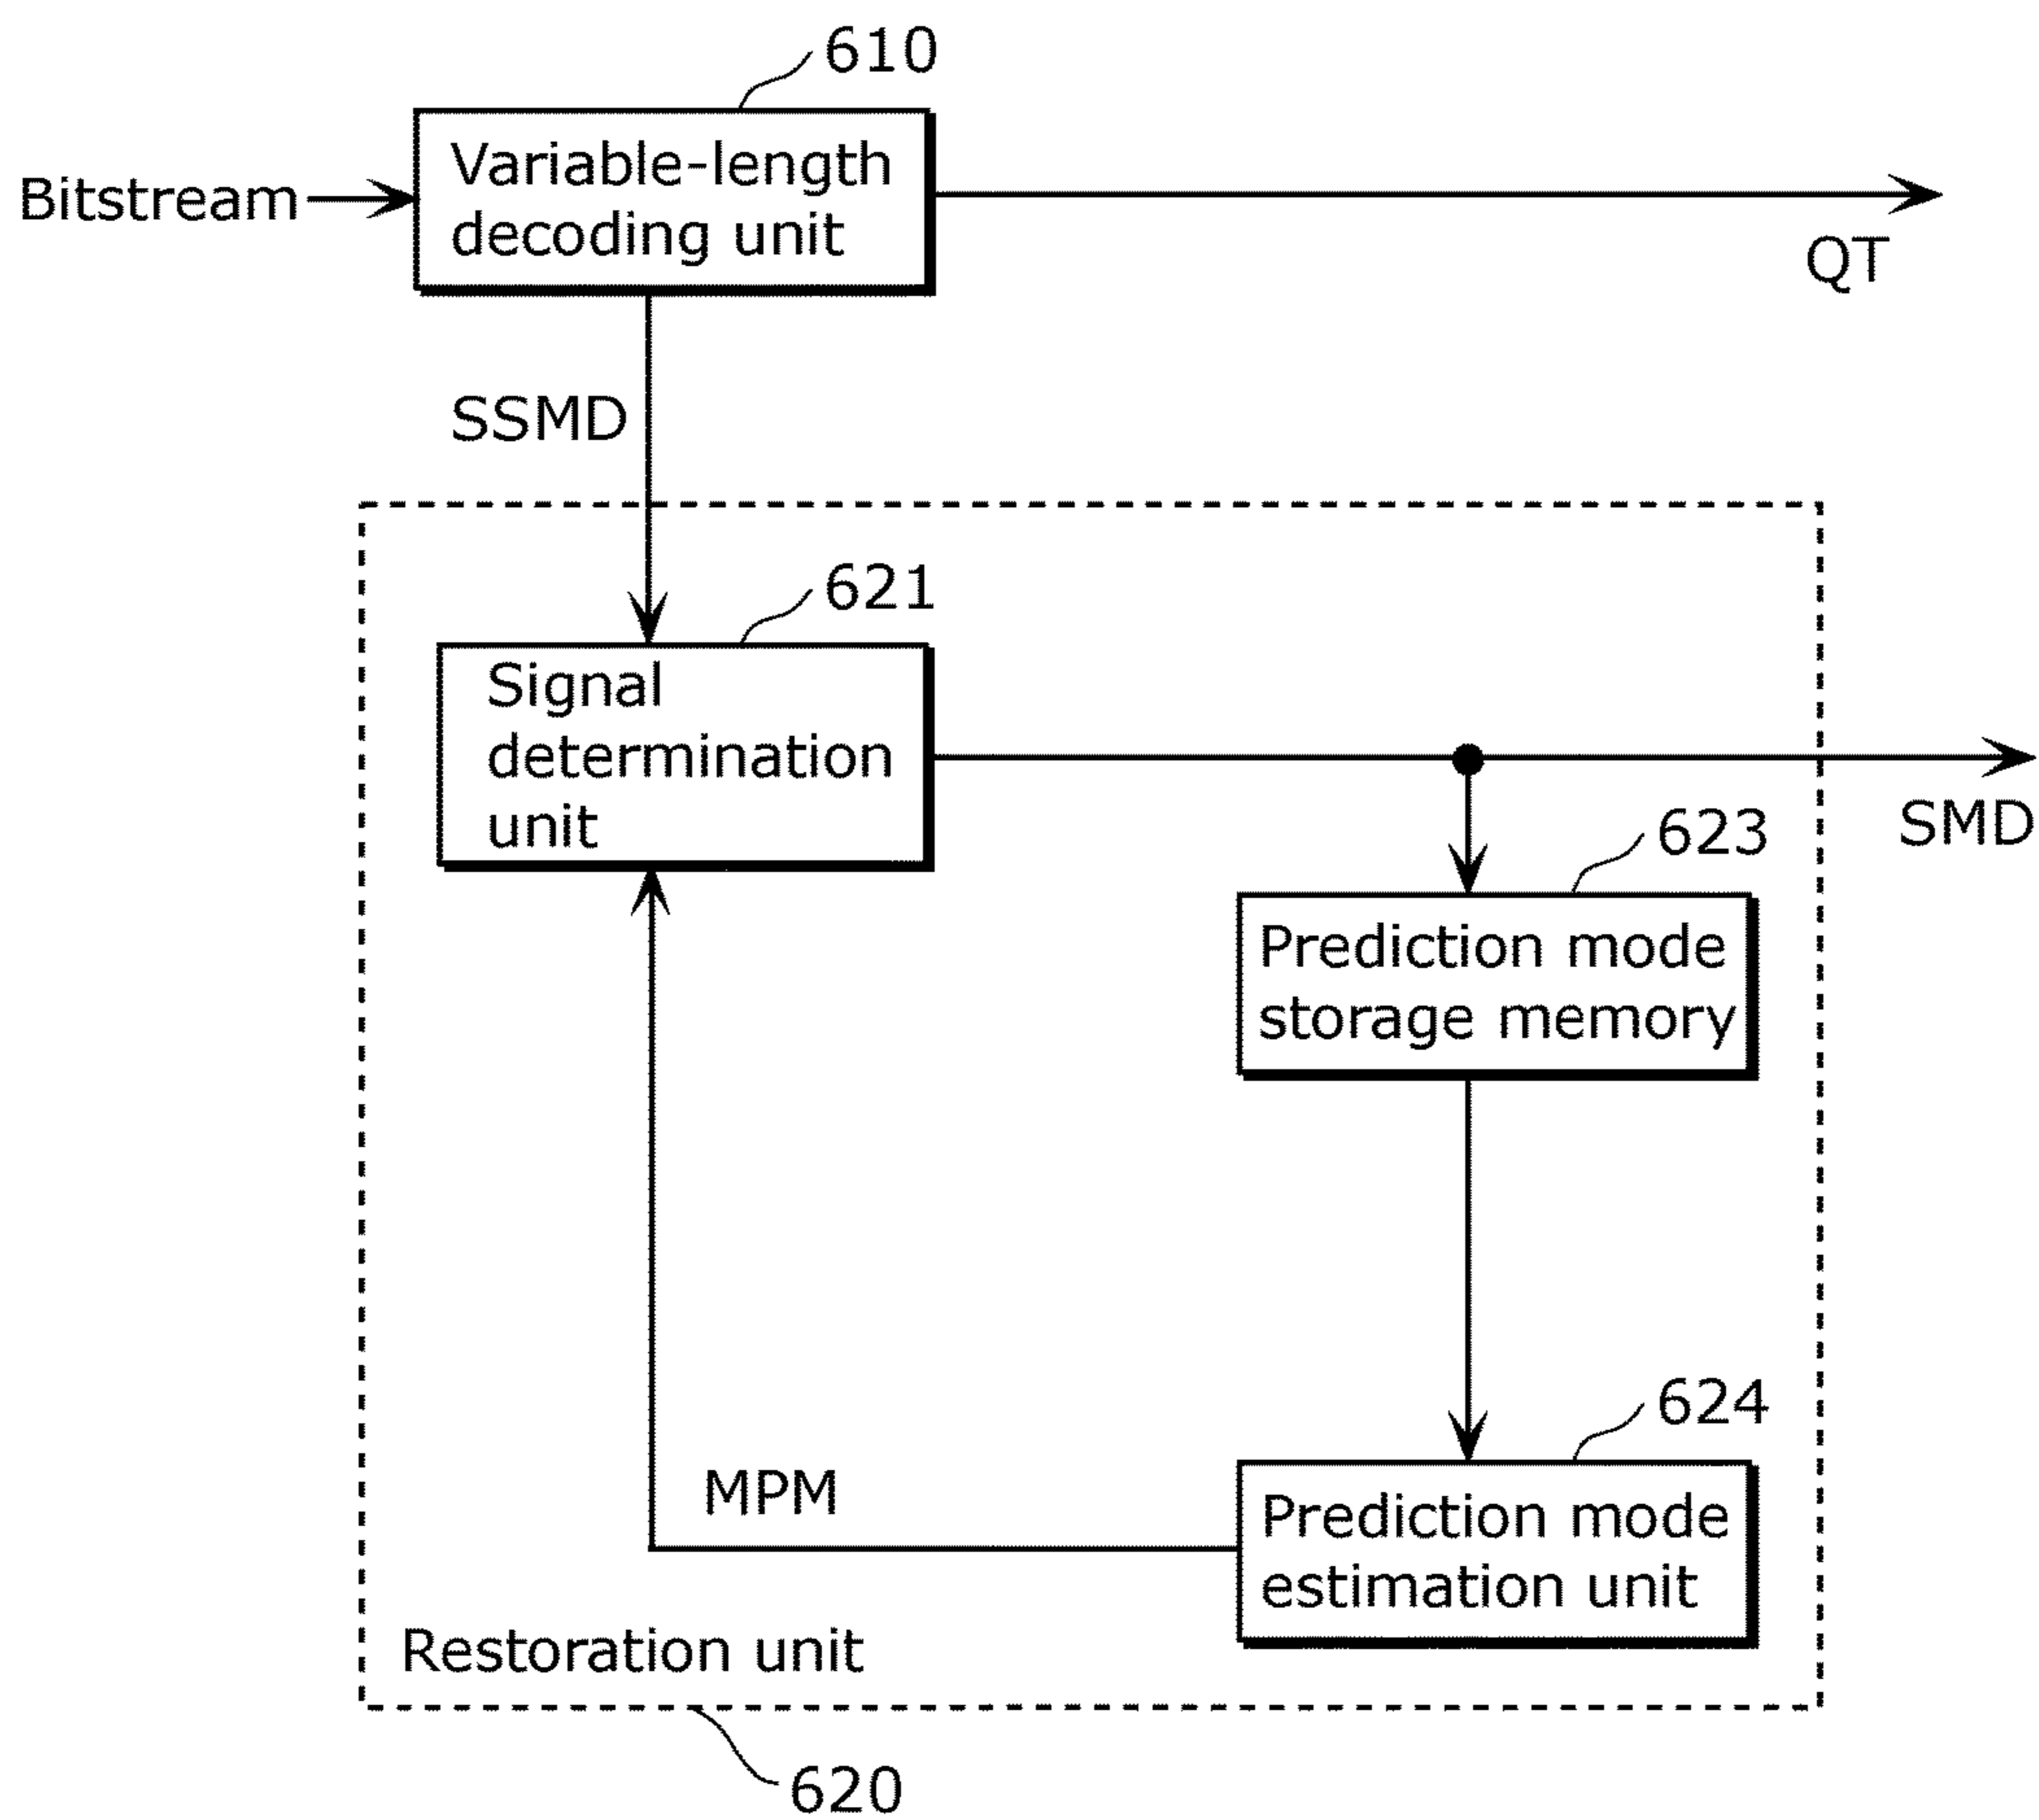 610
Variable-length
decoding unit
Bitstream
QT
SSMD
621
Signal
determination
unit
SMD
623
Prediction mode
storage memory
624
MPM
Prediction mode
estimation unit
Restoration unit
620